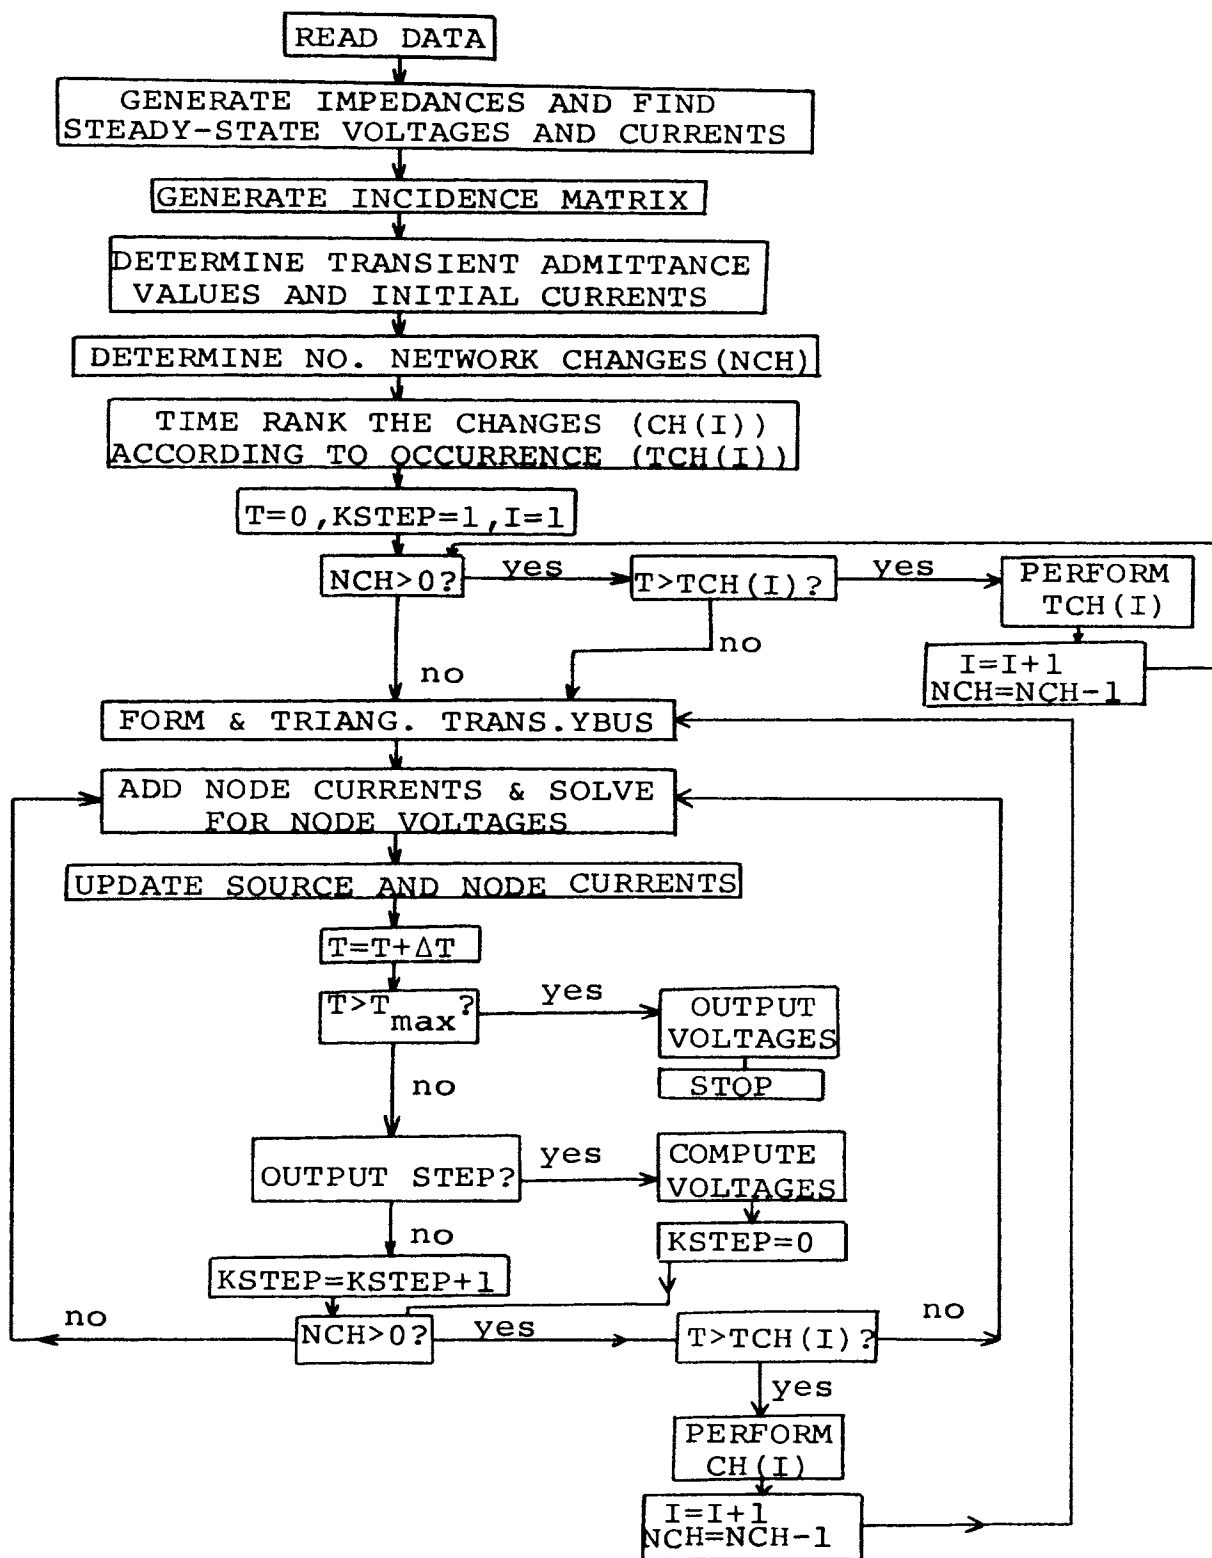 READ DATA
GENERATE IMPEDANCES AND FIND
STEADY-STATE VOLTAGES AND CURRENTS
GENERATE INCIDENCE MATRIX
DETERMINE TRANSIENT ADMITTANCE
VALUES AND INITIAL CURRENTS
DETERMINE NO. NETWORK CHANGES(NCH)
TIME RANK THE CHANGES (CH(I))
ACCORDING TO OCCURRENCE (TCH(I))
T=0,KSTEP=1,I=1
NCH>0?
yes
T>TCH(I)?
yes
PERFORM
TCH(I)
no
no
I=I+1
NCH=NCH-1
FORM & TRIANG. TRANS.YBUS
ADD NODE CURRENTS & SOLVE
FOR NODE VOLTAGES
UPDATE SOURCE AND NODE CURRENTS
T=T+ΔT
T>Tmax?
yes
OUTPUT
VOLTAGES
STOP
no
OUTPUT STEP?
yes
COMPUTE
VOLTAGES
no
KSTEP=0
KSTEP=KSTEP+1
no
NCH>0?
yes
T>TCH(I)?
no
yes
PERFORM
CH(I)
I=I+1
NCH=NCH-1